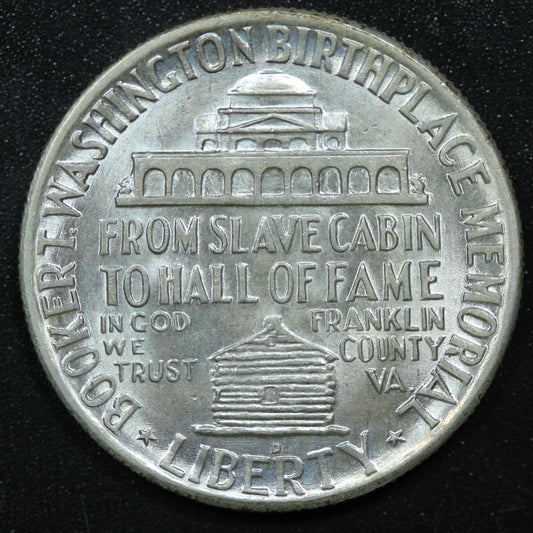 BOOKER T. WASHINGTON BIRTHPLACE MEMORIAL
FROM SLAVE CABIN
TO HALL OF FAME
IN GOD
WE
TRUST
FRANKLIN
COUNTY
VA.
D
LIBERTY